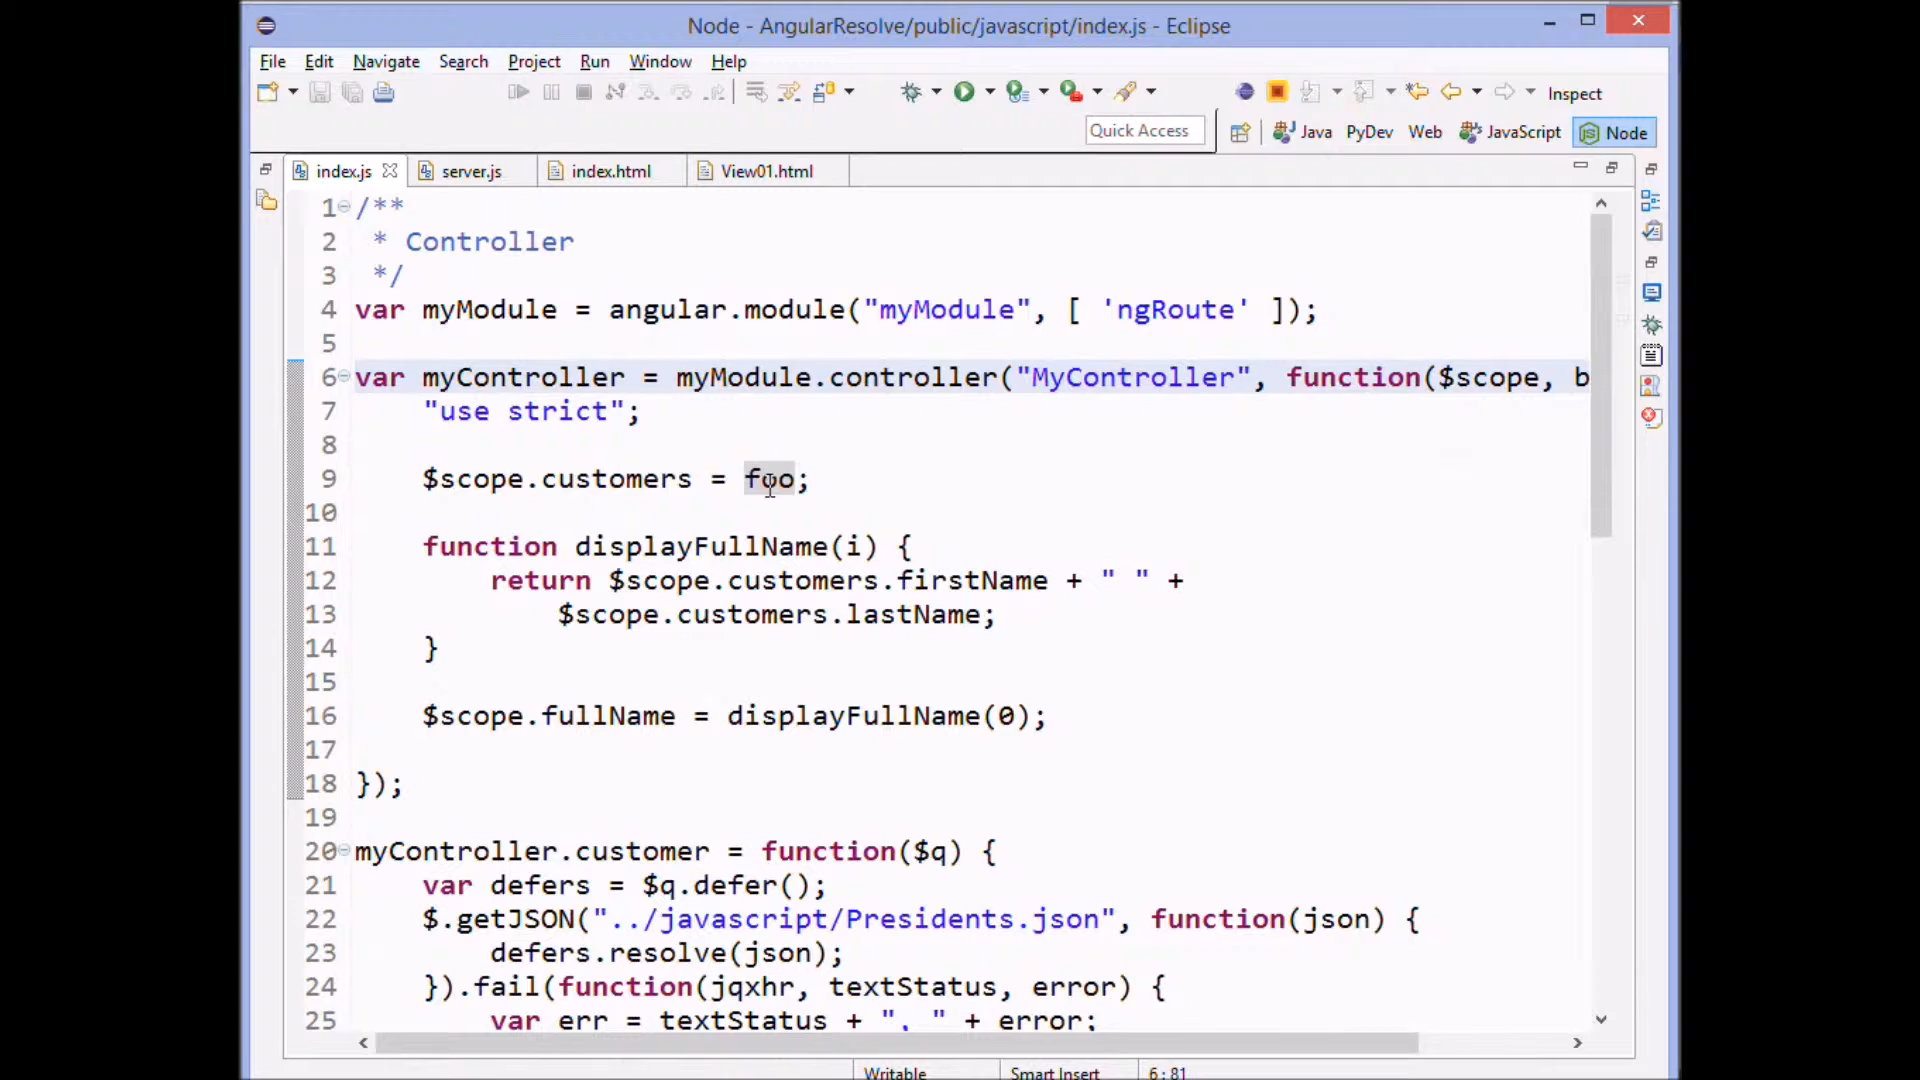 Node - AngularResolve/public/javascript/index.js - Eclipse
File Edit Navigate Search Project Run Window Help
Inspect
Quick Access Java PyDev Web JavaScript Node
index.js server.js index.html View01.html
1 /**
2 * Controller
3 */
4 var myModule = angular.module("myModule", [ 'ngRoute' ]);
5
6 var myController = myModule.controller("MyController", function($scope, b
7 "use strict";
8
9 $scope.customers = foo;
10
11 function displayFullName(i) {
12 return $scope.customers.firstName + " " +
13 $scope.customers.lastName;
14 }
15
16 $scope.fullName = displayFullName(0);
17
18 });
19
20 myController.customer = function($q) {
21 var defers = $q.defer();
22 $.getJSON("../javascript/Presidents.json", function(json) {
23 defers.resolve(json);
24 }).fail(function(jqxhr, textStatus, error) {
25 var err = textStatus + ", " + error;
Writable Smart Insert 6 : 81